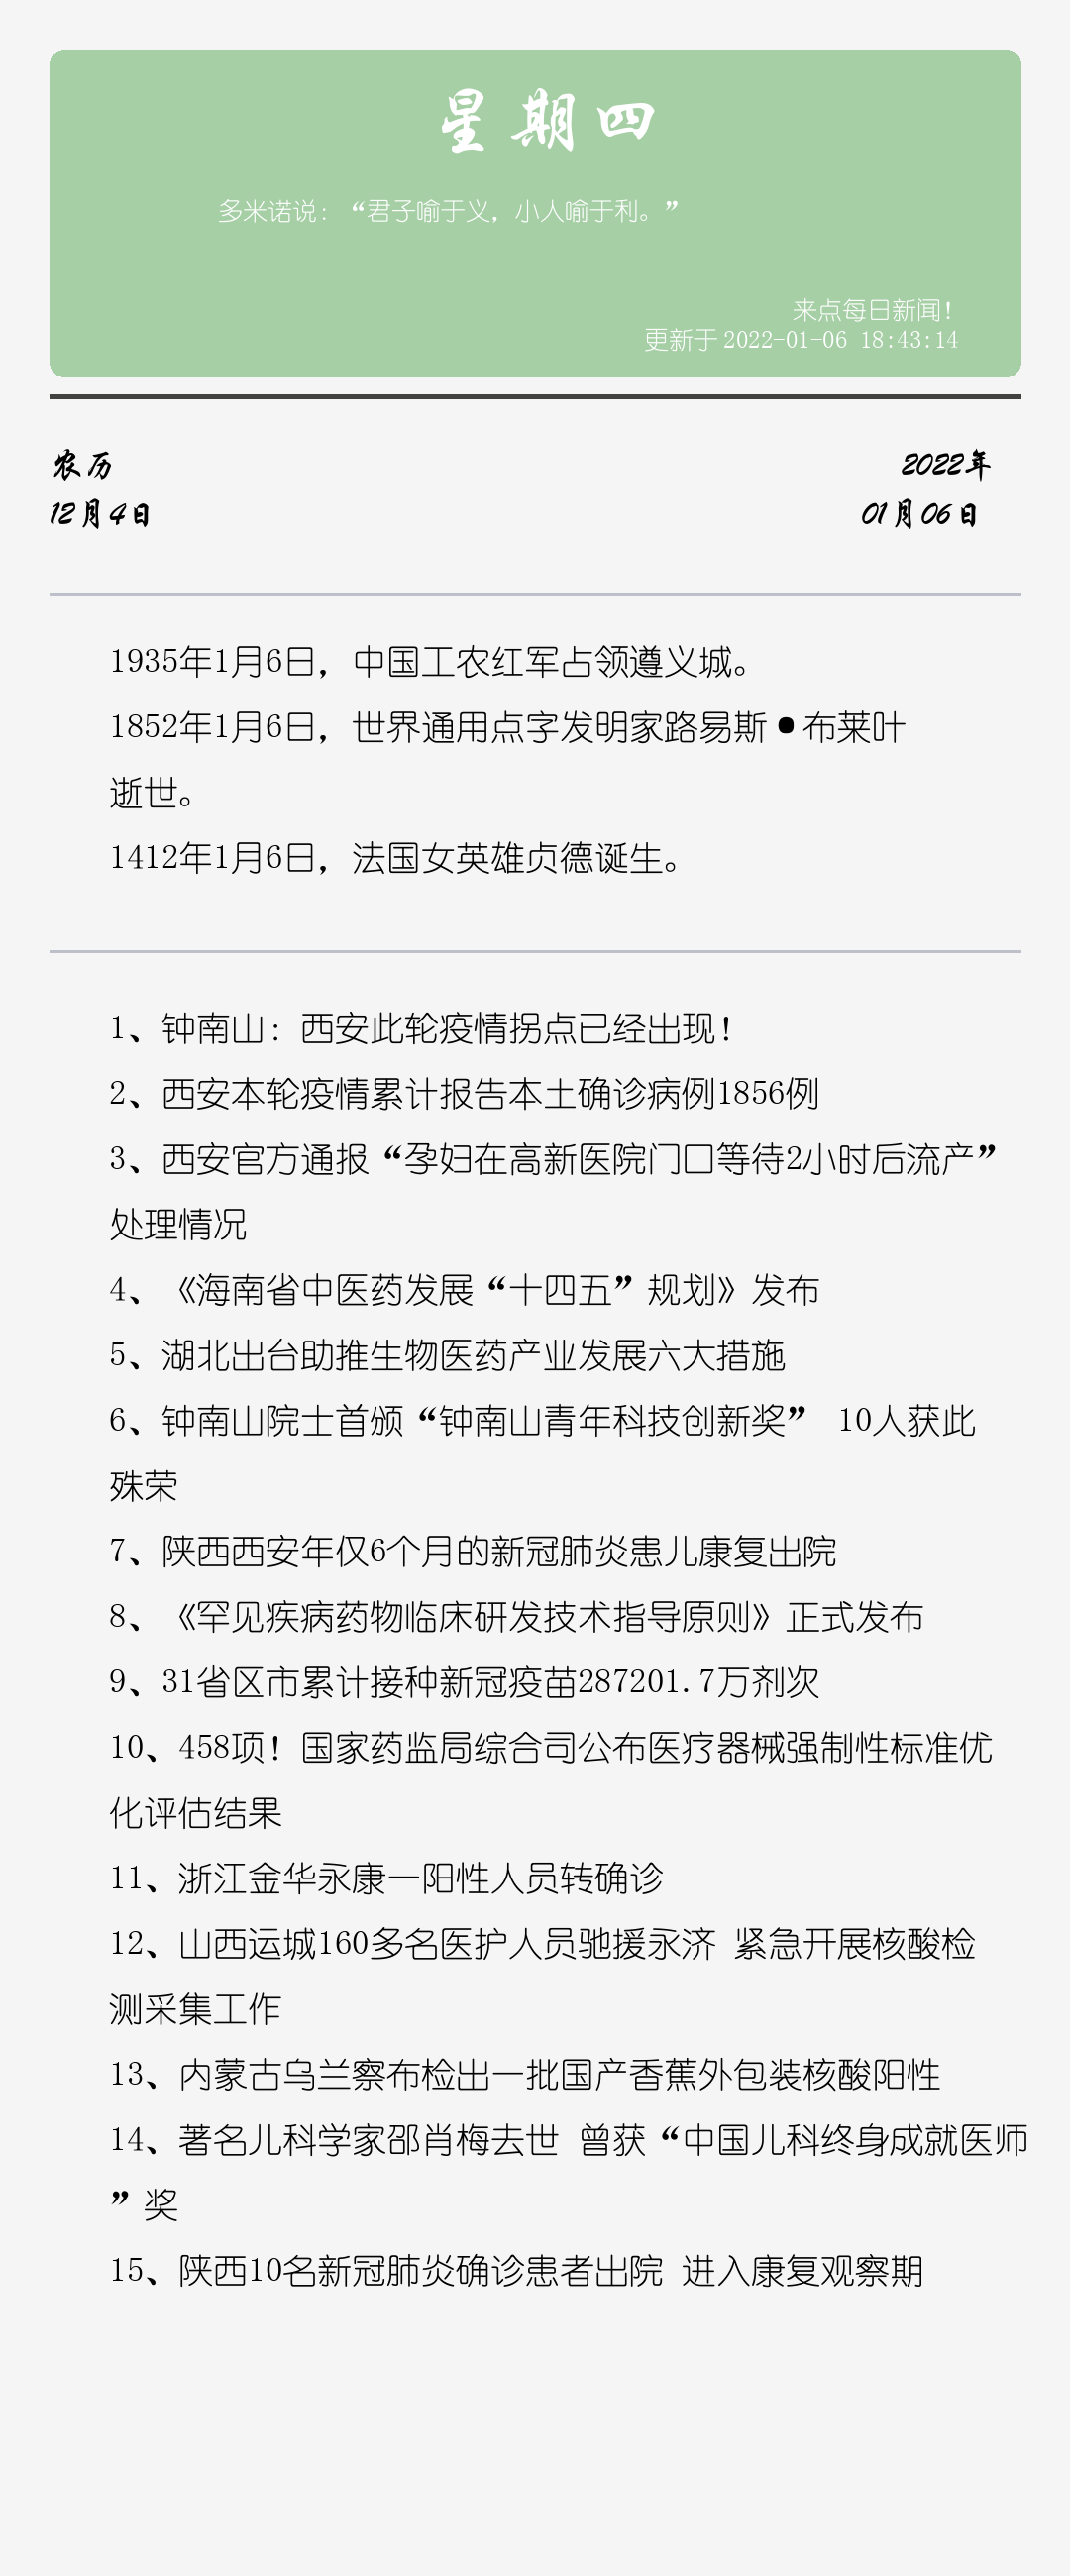 星期四
多米诺说：“君子喻于义，小人喻于利。”
来点每日新闻！
更新于2022-01-06 18:43:14
农历
2022年
12月4日
01月06日
1935年1月6日，中国工农红军占领遵义城。
1852年1月6日，世界通用点字发明家路易斯•布莱叶
逝世。
1412年1月6日，法国女英雄贞德诞生。
1、钟南山：西安此轮疫情拐点已经出现！
2、西安本轮疫情累计报告本土确诊病例1856例
3、西安官方通报“孕妇在高新医院门口等待2小时后流产”
处理情况
4、《海南省中医药发展“十四五”规划》发布
5、湖北出台助推生物医药产业发展六大措施
6、钟南山院士首颁“钟南山青年科技创新奖” 10人获此
殊荣
7、陕西西安年仅6个月的新冠肺炎患儿康复出院
8、《罕见疾病药物临床研发技术指导原则》正式发布
9、31省区市累计接种新冠疫苗287201.7万剂次
10、458项！国家药监局综合司公布医疗器械强制性标准优
化评估结果
11、浙江金华永康一阳性人员转确诊
12、山西运城160多名医护人员驰援永济 紧急开展核酸检
测采集工作
13、内蒙古乌兰察布检出一批国产香蕉外包装核酸阳性
14、著名儿科学家邵肖梅去世 曾获“中国儿科终身成就医师
”奖
15、陕西10名新冠肺炎确诊患者出院 进入康复观察期